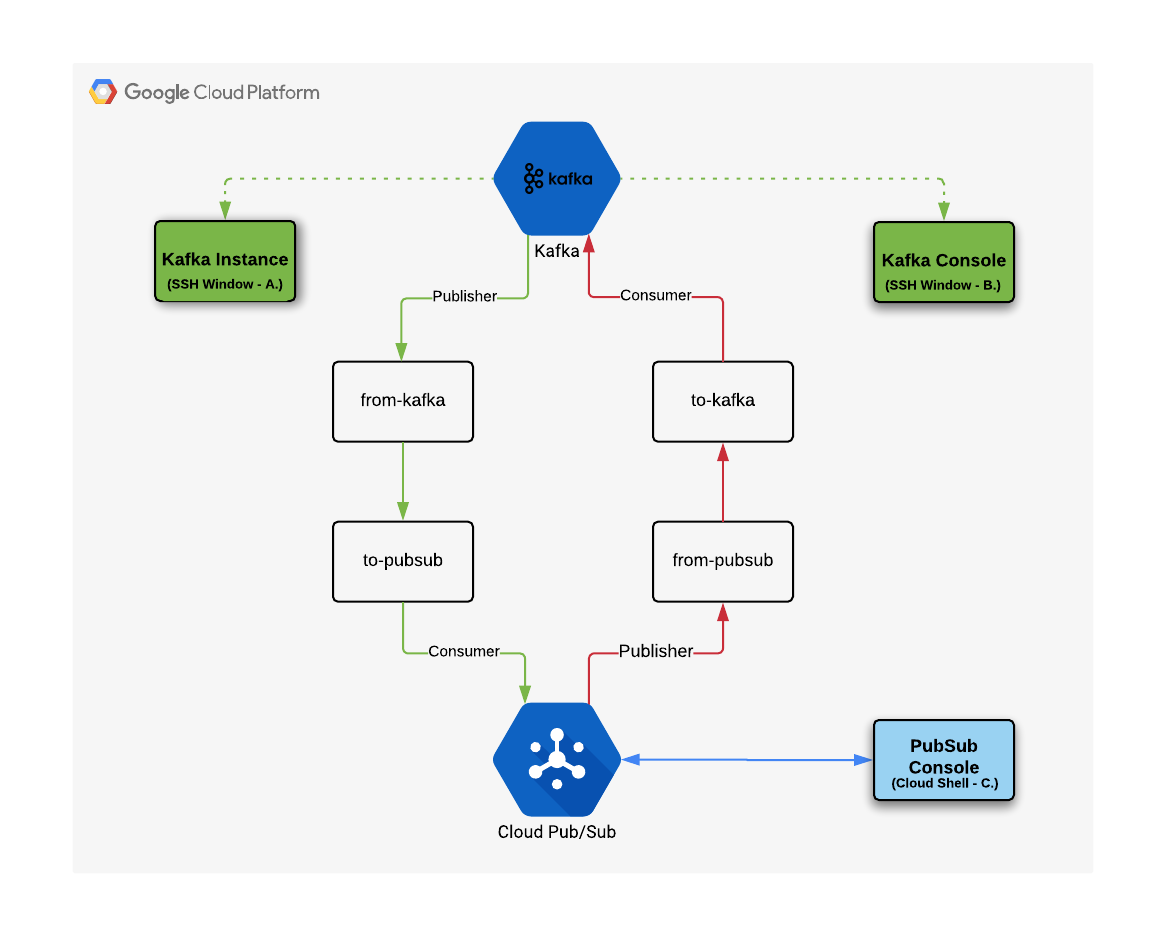 Google Cloud Platform
kafka
Kafka
Kafka Instance
(SSH Window - A.)
Kafka Console
(SSH Window - B.)
Publisher
Consumer
from-kafka
to-kafka
to-pubsub
from-pubsub
Consumer
Publisher
PubSub
Console
(Cloud Shell - C.)
Cloud Pub/Sub